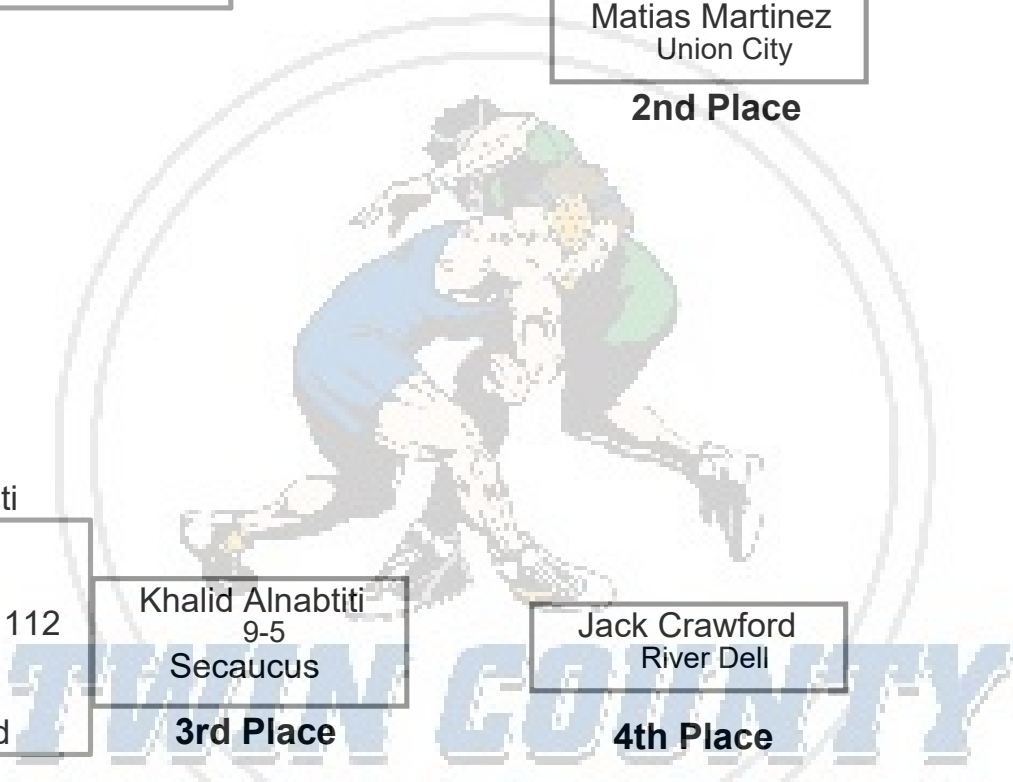 Matias Martinez
Union City
2nd Place
ti
112
Khalid Alnabtiti
9-5
Secaucus
3rd Place
d
Jack Crawford
River Dell
4th Place
TWIN COUNTY